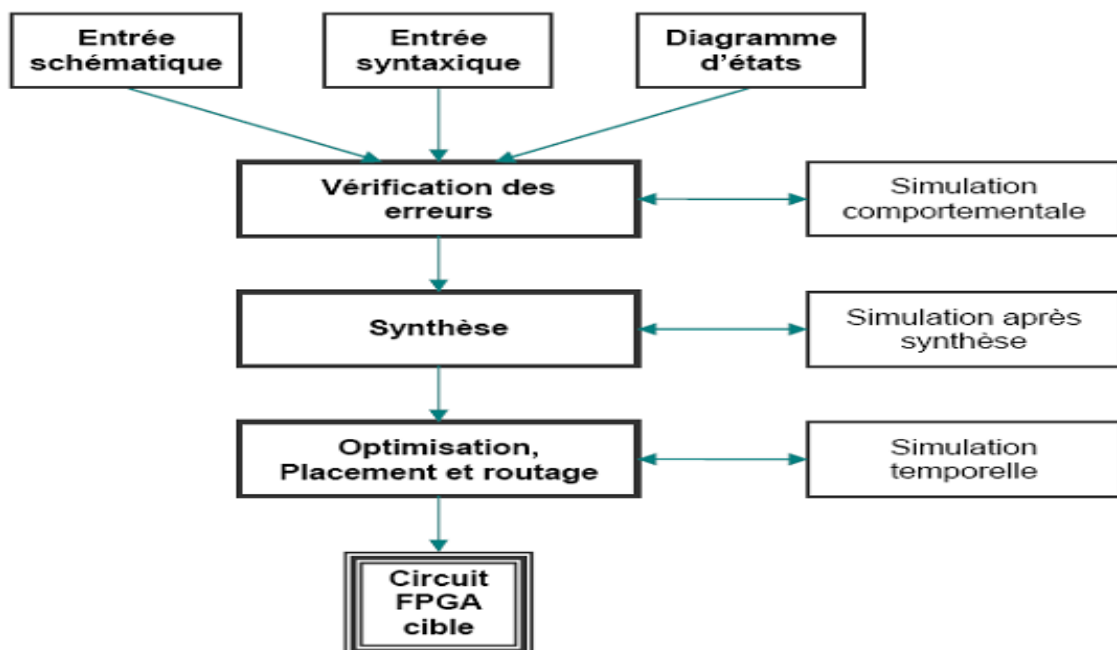 Entrée
schématique
Entrée
syntaxique
Diagramme
d'états
Vérification des
erreurs
Simulation
comportementale
Synthèse
Simulation après
synthèse
Optimisation,
Placement et routage
Simulation
temporelle
Circuit
FPGA
cible